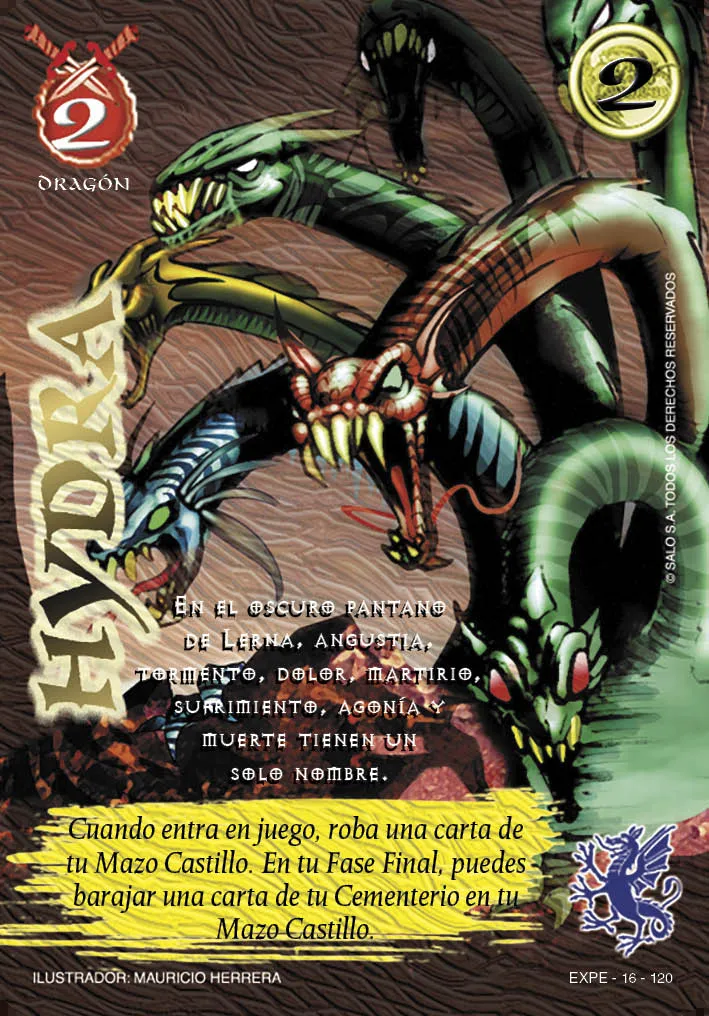 2
2
DRAGÓN
HYDRA
© SALO S.A. TODOS LOS DERECHOS RESERVADOS
En el oscuro pantano
de Lerna, angustia,
tormento, dolor, martirio,
sufrimiento, agonía y
muerte tienen un
solo nombre.
Cuando entra en juego, roba una carta de
tu Mazo Castillo. En tu Fase Final, puedes
barajar una carta de tu Cementerio en tu
Mazo Castillo.
ILUSTRADOR: MAURICIO HERRERA
EXPE - 16 - 120